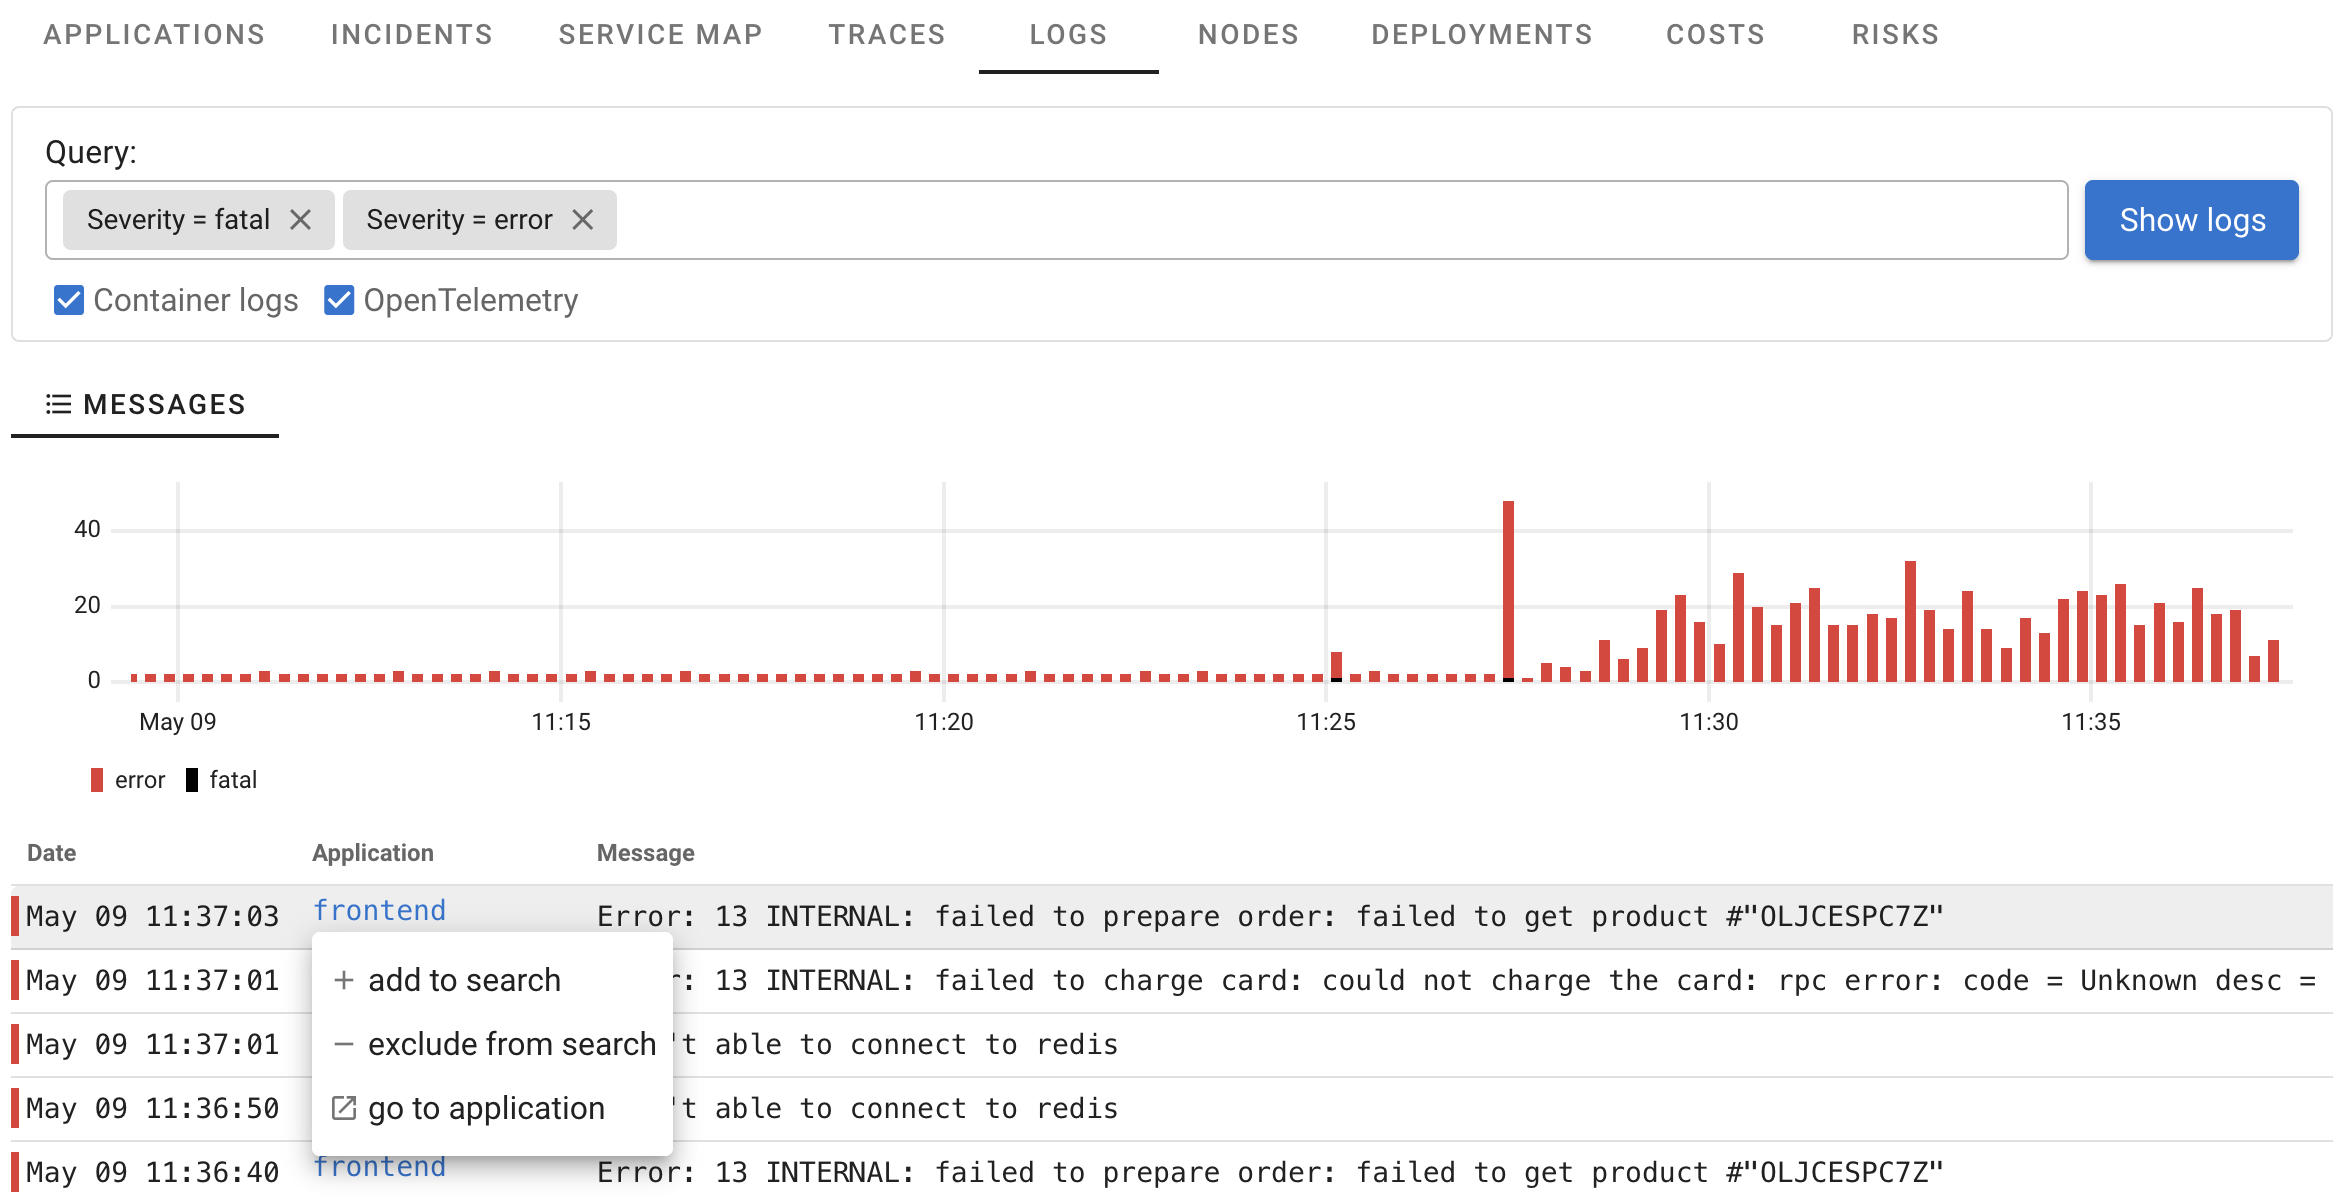 APPLICATIONS INCIDENTS SERVICE MAP TRACES LOGS NODES DEPLOYMENTS COSTS RISKS
Query:
Severity = fatal Severity = error Show logs
Container logs OpenTelemetry
MESSAGES
40
20
0
May 09 11:15 11:20 11:25 11:30 11:35
error fatal
Date Application Message
May 09 11:37:03 frontend Error: 13 INTERNAL: failed to prepare order: failed to get product #"OLJCESPC7Z"
May 09 11:37:01 r: 13 INTERNAL: failed to charge card: could not charge the card: rpc error: code = Unknown desc =
May 09 11:37:01 't able to connect to redis
May 09 11:36:50 't able to connect to redis
May 09 11:36:40 frontend Error: 13 INTERNAL: failed to prepare order: failed to get product #"OLJCESPC7Z"
+ add to search
− exclude from search
go to application